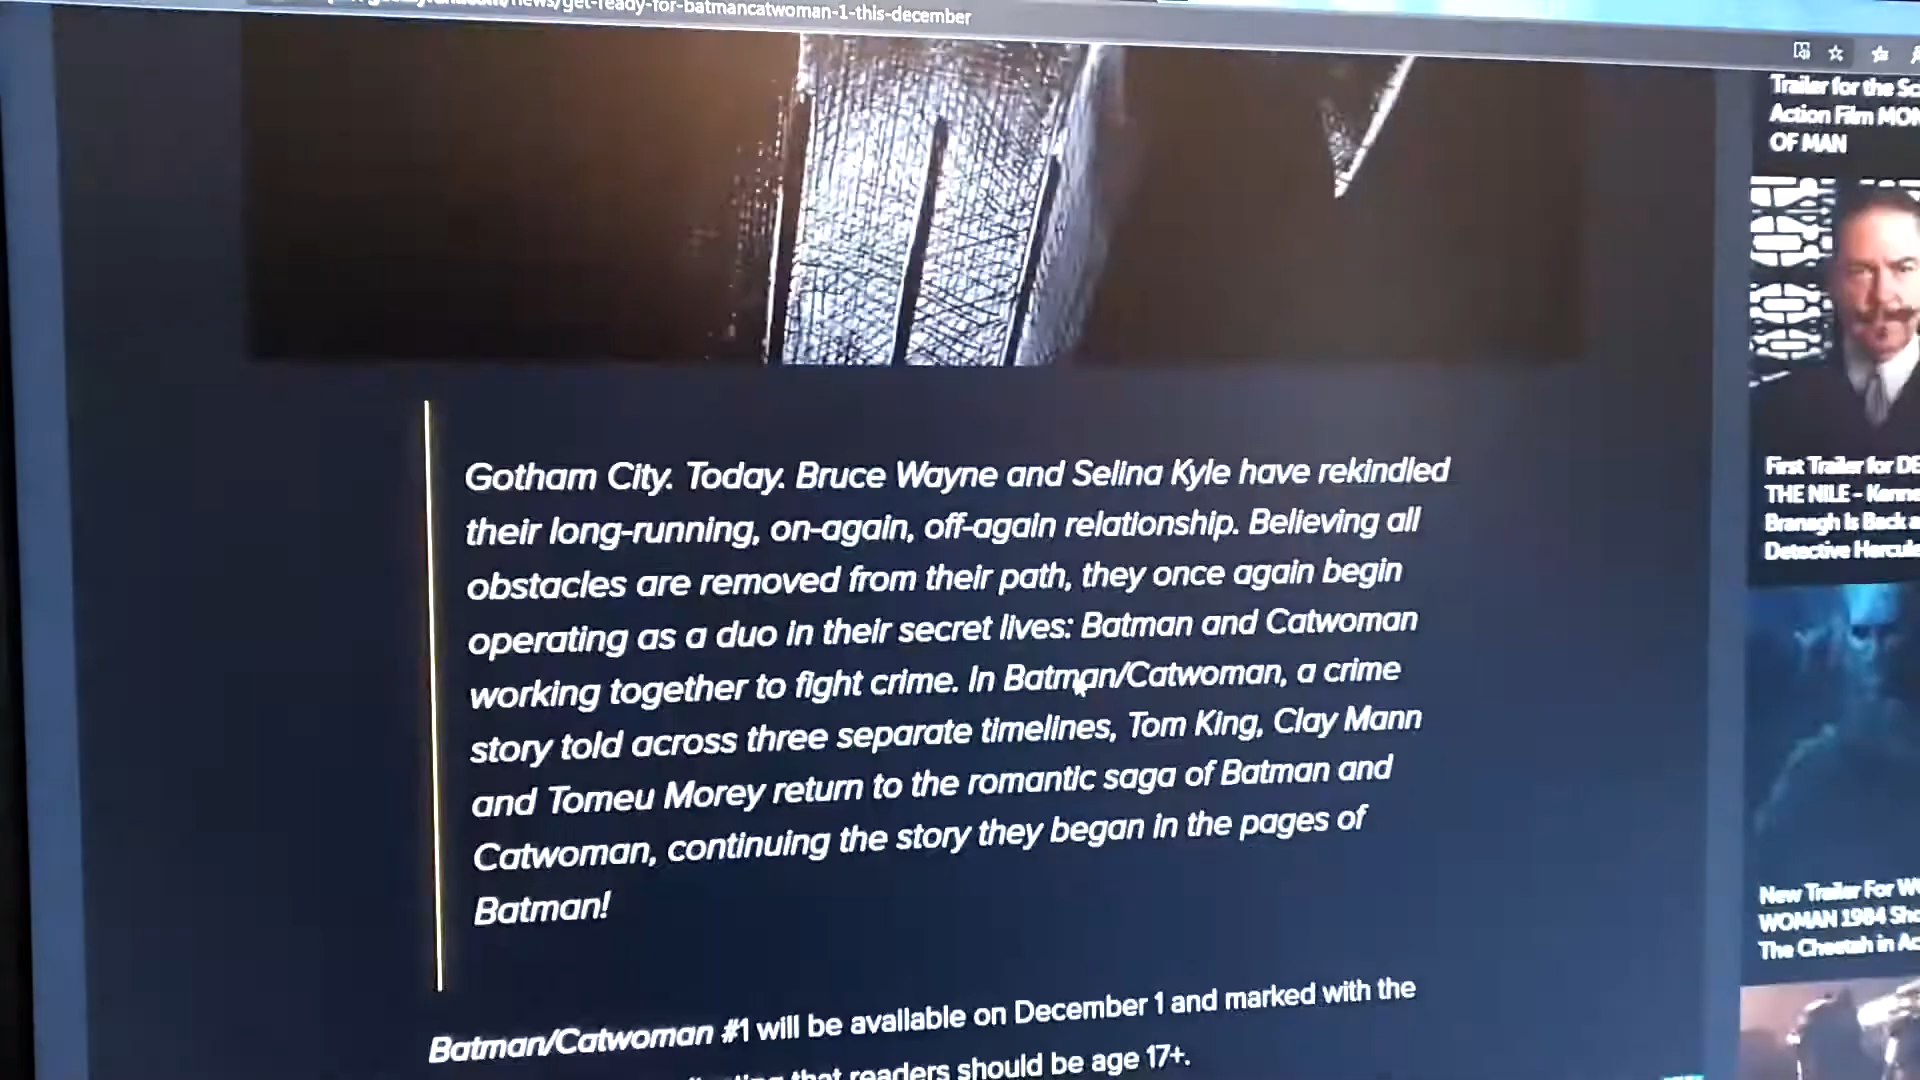 news/get-ready-for-batmancatwoman-1-this-december
Trailer for the
Action Film
OF MAN
First Trailer for
THE NILE -
Branagh Is Back
Detective
New Trailer For
WOMAN 1984
The Cheetah in
Gotham City. Today. Bruce Wayne and Selina Kyle have rekindled
their long-running, on-again, off-again relationship. Believing all
obstacles are removed from their path, they once again begin
operating as a duo in their secret lives: Batman and Catwoman
working together to fight crime. In Batman/Catwoman, a crime
story told across three separate timelines, Tom King, Clay Mann
and Tomeu Morey return to the romantic saga of Batman and
Catwoman, continuing the story they began in the pages of
Batman!
Batman/Catwoman #1 will be available on December 1 and marked with the
that readers should be age 17+.